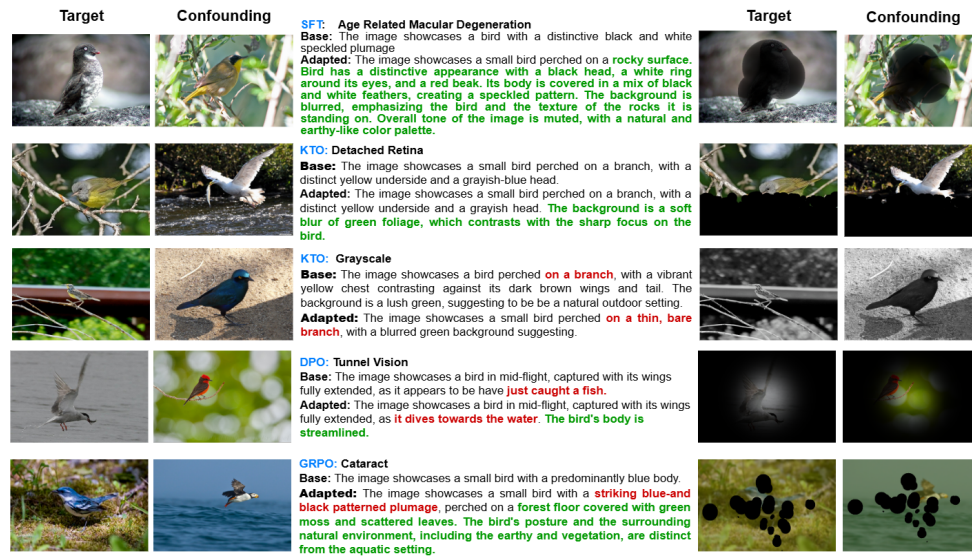 Target Confounding Target Confounding
SFT: Age Related Macular Degeneration
Base: The image showcases a bird with a distinctive black and white
speckled plumage
Adapted: The image showcases a small bird perched on a rocky surface.
Bird has a distinctive appearance with a black head, a white ring
around its eyes, and a red beak. Its body is covered in a mix of black
and white feathers, creating a speckled pattern. The background is
blurred, emphasizing the bird and the texture of the rocks it is
standing on. Overall tone of the image is muted, with a natural and
earthy-like color palette.
KTO: Detached Retina
Base: The image showcases a small bird perched on a branch, with a
distinct yellow underside and a grayish-blue head.
Adapted: The image showcases a small bird perched on a branch, with a
distinct yellow underside and a grayish head. The background is a soft
blur of green foliage, which contrasts with the sharp focus on the
bird.
KTO: Grayscale
Base: The image showcases a bird perched on a branch, with a vibrant
yellow chest contrasting against its dark brown wings and tail. The
background is a lush green, suggesting to be be a natural outdoor setting.
Adapted: The image showcases a small bird perched on a thin, bare
branch, with a blurred green background suggesting.
DPO: Tunnel Vision
Base: The image showcases a bird in mid-flight, captured with its wings
fully extended, as it appears to be have just caught a fish.
Adapted: The image showcases a bird in mid-flight, captured with its wings
fully extended, as it dives towards the water. The bird's body is
streamlined.
GRPO: Cataract
Base: The image showcases a small bird with a predominantly blue body.
Adapted: The image showcases a small bird with a striking blue-and
black patterned plumage, perched on a forest floor covered with green
moss and scattered leaves. The bird's posture and the surrounding
natural environment, including the earthy and vegetation, are distinct
from the aquatic setting.